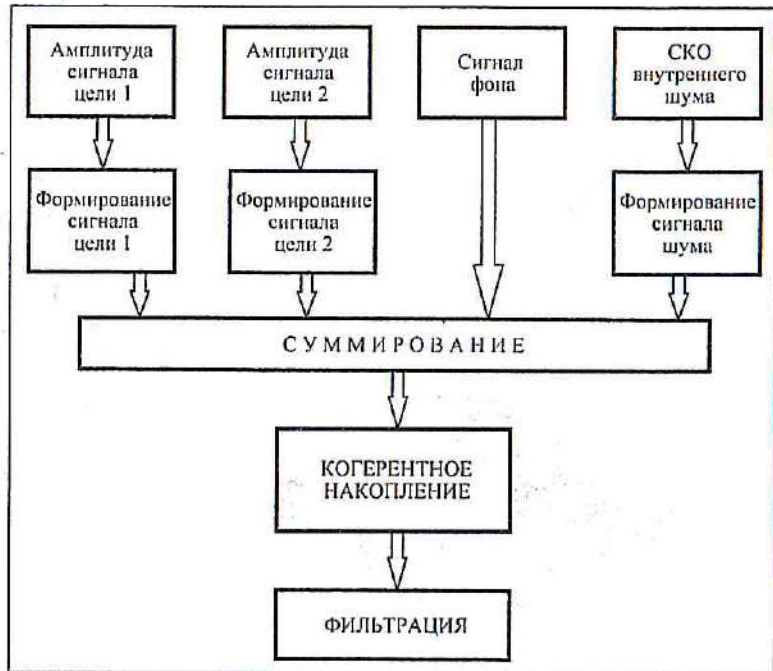 Амплитуда
сигнала
цели 1
Амплитуда
сигнала
цели 2
Сигнал
фона
СКО
внутреннего
шума
Формирование
сигнала
цели 1
Формирование
сигнала
цели 2
Формирование
сигнала
шума
СУММИРОВАНИЕ
КОГЕРЕНТНОЕ
НАКОПЛЕНИЕ
ФИЛЬТРАЦИЯ